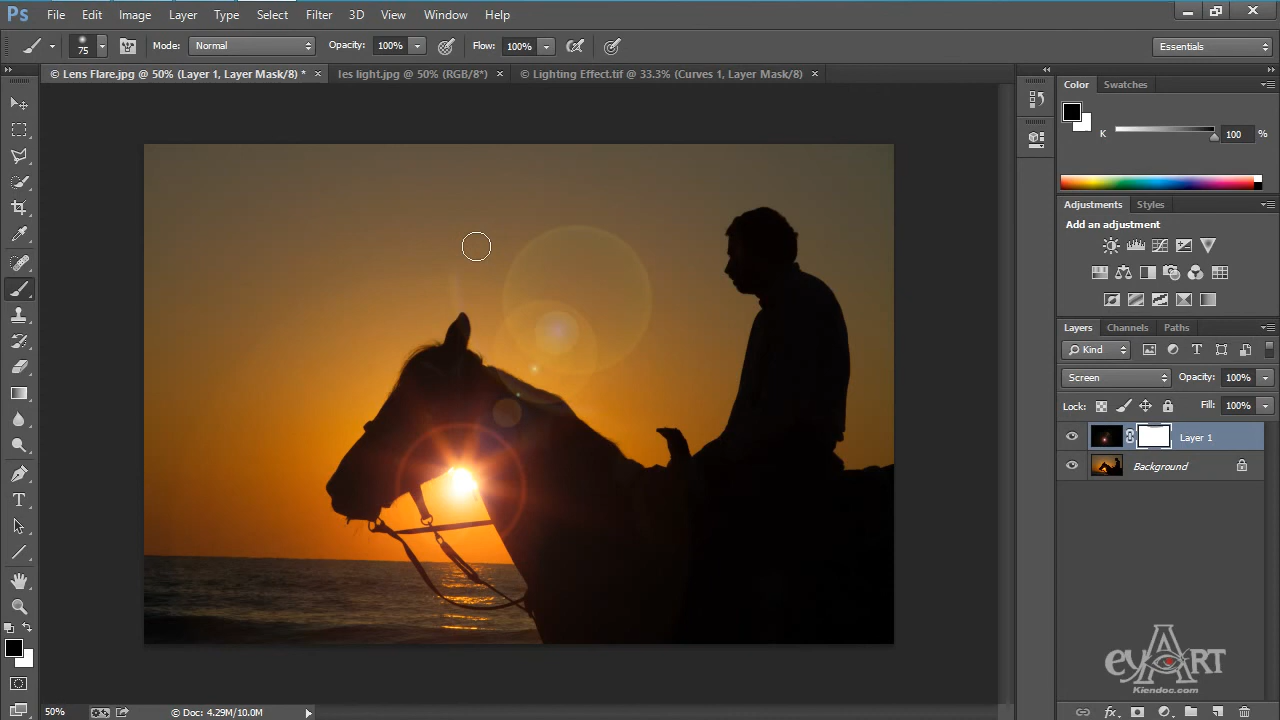 Ps File Edit Image Layer Type Select Filter 3D View Window Help
75 Mode: Normal Opacity: 100% Flow: 100% Essentials
© Lens Flare.jpg @ 50% (Layer 1, Layer Mask/8) * × les light.jpg @ 50% (RGB/8*) × © Lighting Effect.tif @ 33.3% (Curves 1, Layer Mask/8) ×
Color Swatches
K 100 %
Adjustments Styles
Add an adjustment
Layers Channels Paths
Kind
Screen Opacity: 100%
Lock: Fill: 100%
Layer 1
Background
eyART
Kiendoc.com
50% © Doc: 4.29M/10.0M
fx